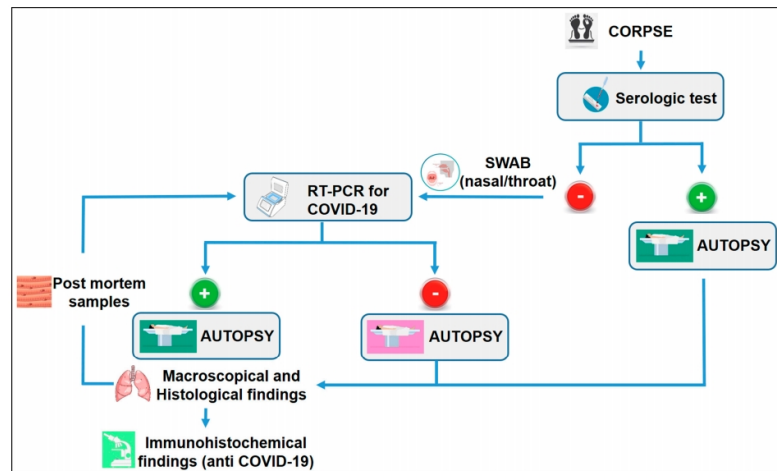 CORPSE
Serologic test
SWAB
(nasal/throat)
-
+
RT-PCR for
COVID-19
AUTOPSY
Post mortem
samples
+
-
AUTOPSY
AUTOPSY
Macroscopical and
Histological findings
Immunohistochemical
findings (anti COVID-19)